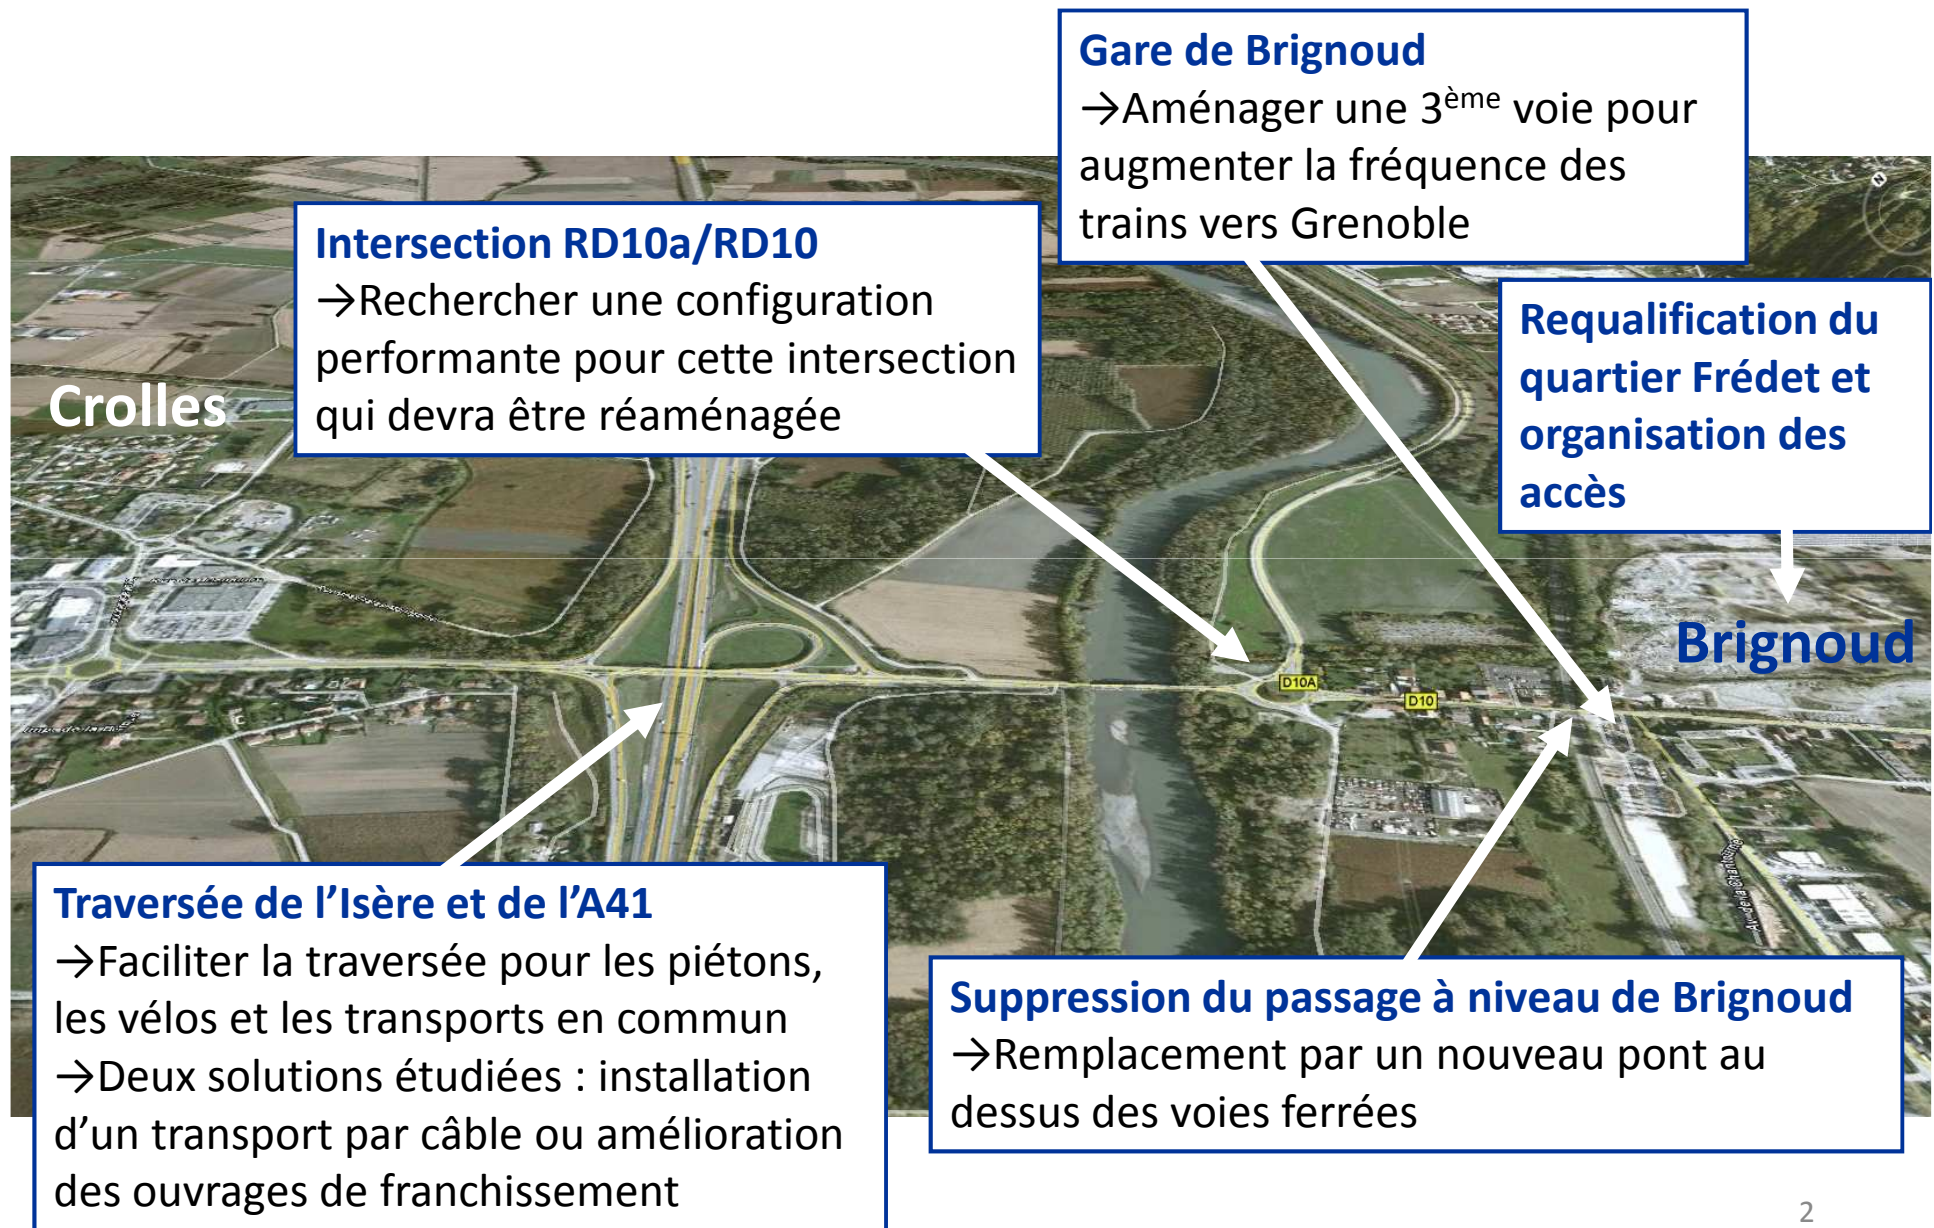 Gare de Brignoud
→Aménager une 3ème voie pour
augmenter la fréquence des
trains vers Grenoble
Intersection RD10a/RD10
→Rechercher une configuration
performante pour cette intersection
qui devra être réaménagée
Requalification du
quartier Frédet et
organisation des
accès
N
Crolles
Brignoud
D10A
D10
Traversée de l’Isère et de l’A41
→Faciliter la traversée pour les piétons,
les vélos et les transports en commun
→Deux solutions étudiées : installation
d’un transport par câble ou amélioration
des ouvrages de franchissement
Suppression du passage à niveau de Brignoud
→Remplacement par un nouveau pont au
dessus des voies ferrées
2